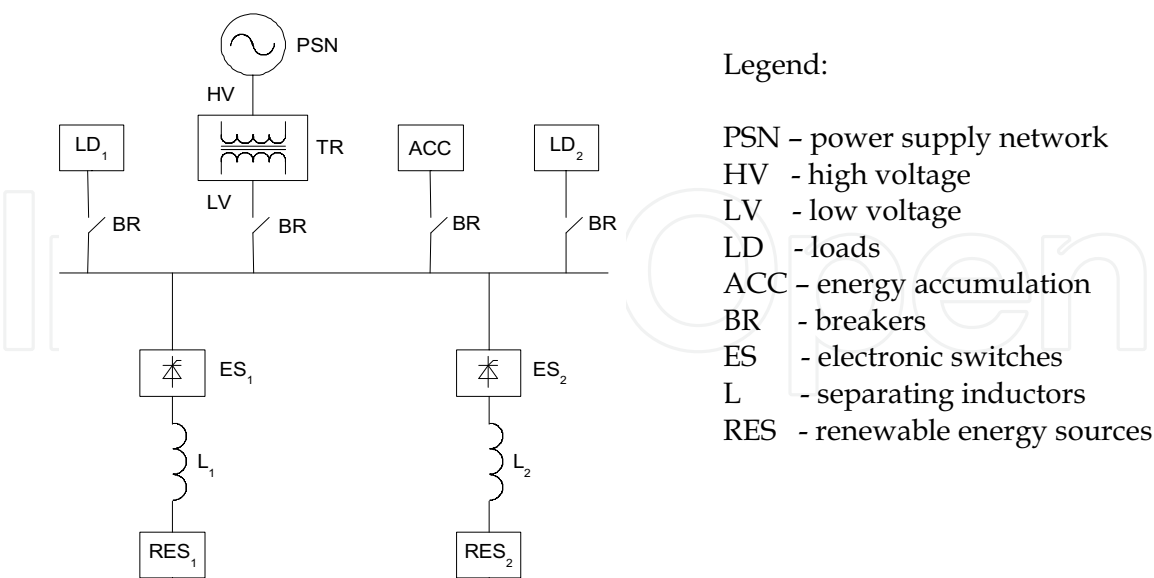 PSN
HV
LD₁
TR
ACC
LD₂
LV
BR
BR
BR
BR
ES₁
ES₂
L₁
L₂
RES₁
RES₂
Legend:
PSN – power supply network
HV - high voltage
LV - low voltage
LD - loads
ACC – energy accumulation
BR - breakers
ES - electronic switches
L - separating inductors
RES - renewable energy sources